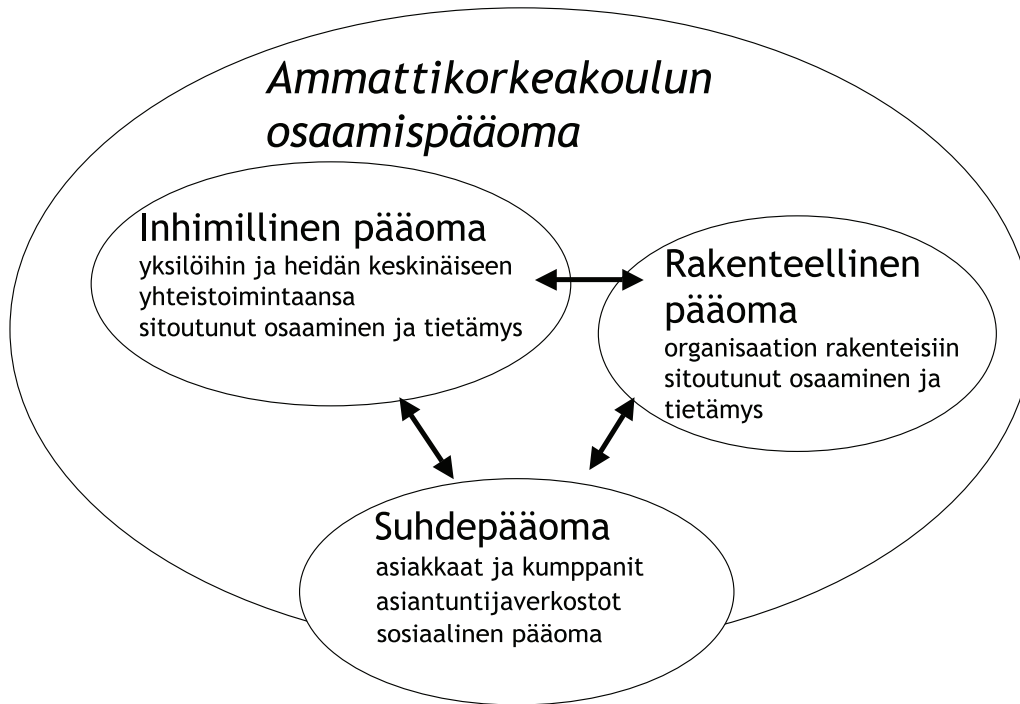 Ammattikorkeakoulun
osaamispääoma
Inhimillinen pääoma
yksilöihin ja heidän keskinäiseen
yhteistoimintaansa
sitoutunut osaaminen ja tietämys
Rakenteellinen
pääoma
organisaation rakenteisiin
sitoutunut osaaminen ja
tietämys
Suhdepääoma
asiakkaat ja kumppanit
asiantuntijaverkostot
sosiaalinen pääoma